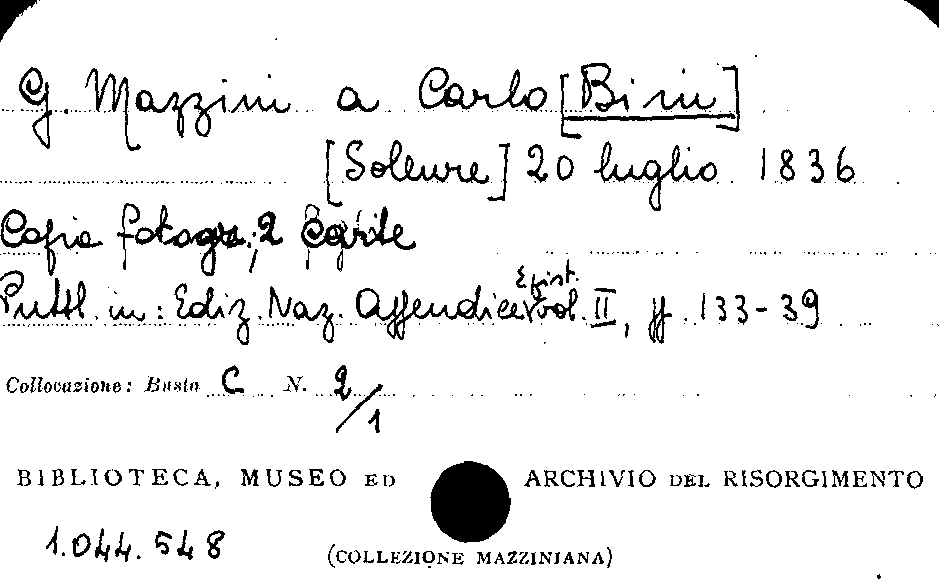 G. Mazzini a Carlo [Bini]
[Soleure] 20 luglio 1836
Copia fotogr.; 2 carte
Pubbl. in: Ediz. Naz. Appendice Epist. vol. II, pp. 133-39
Collocazione: Busta C N. 2/1
BIBLIOTECA, MUSEO ED ARCHIVIO DEL RISORGIMENTO
1.044.548
(COLLEZIONE MAZZINIANA)